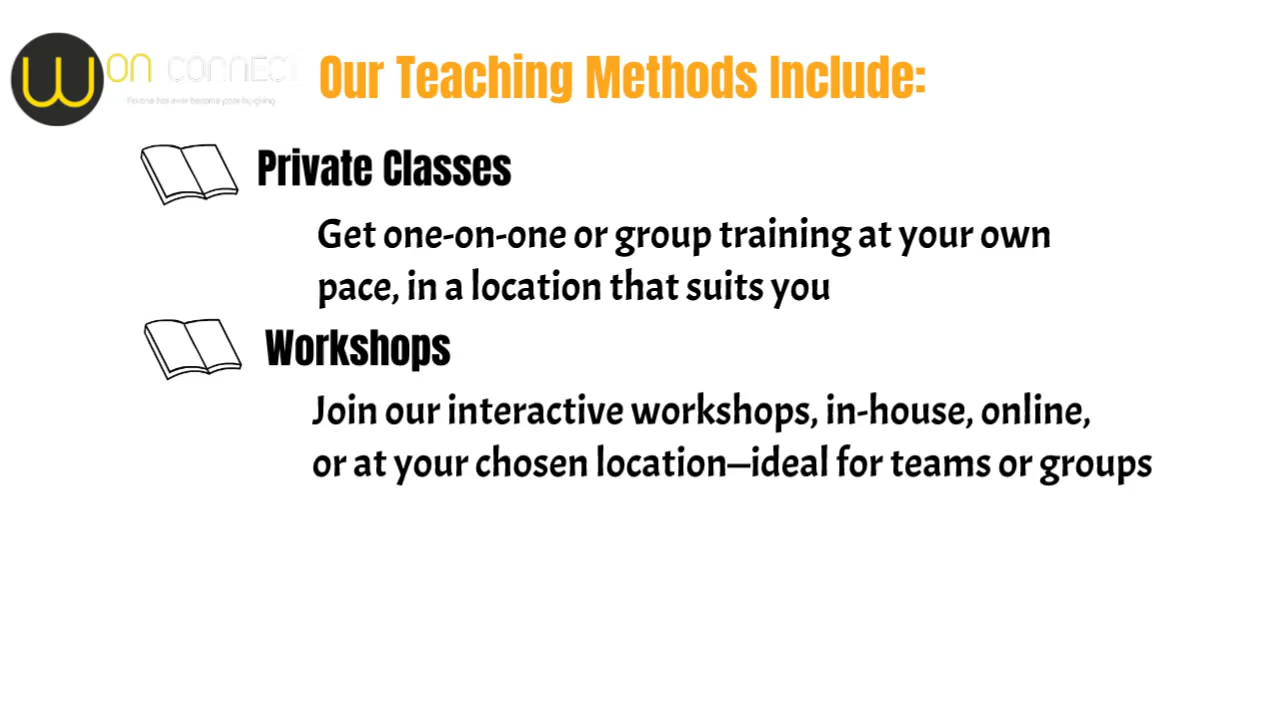 WON CONNECT
Our Teaching Methods Include:
Private Classes
Get one-on-one or group training at your own
pace, in a location that suits you
Workshops
Join our interactive workshops, in-house, online,
or at your chosen location—ideal for teams or groups